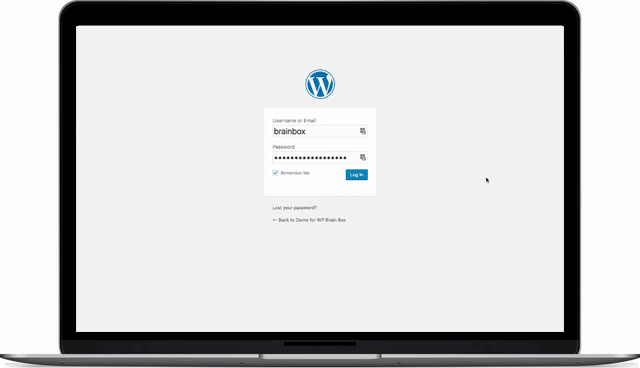 Username or Email
brainbox
Password
••••••••••••••••••
Remember Me
Log In
Lost your password?
← Back to Demo for WP Brain Box